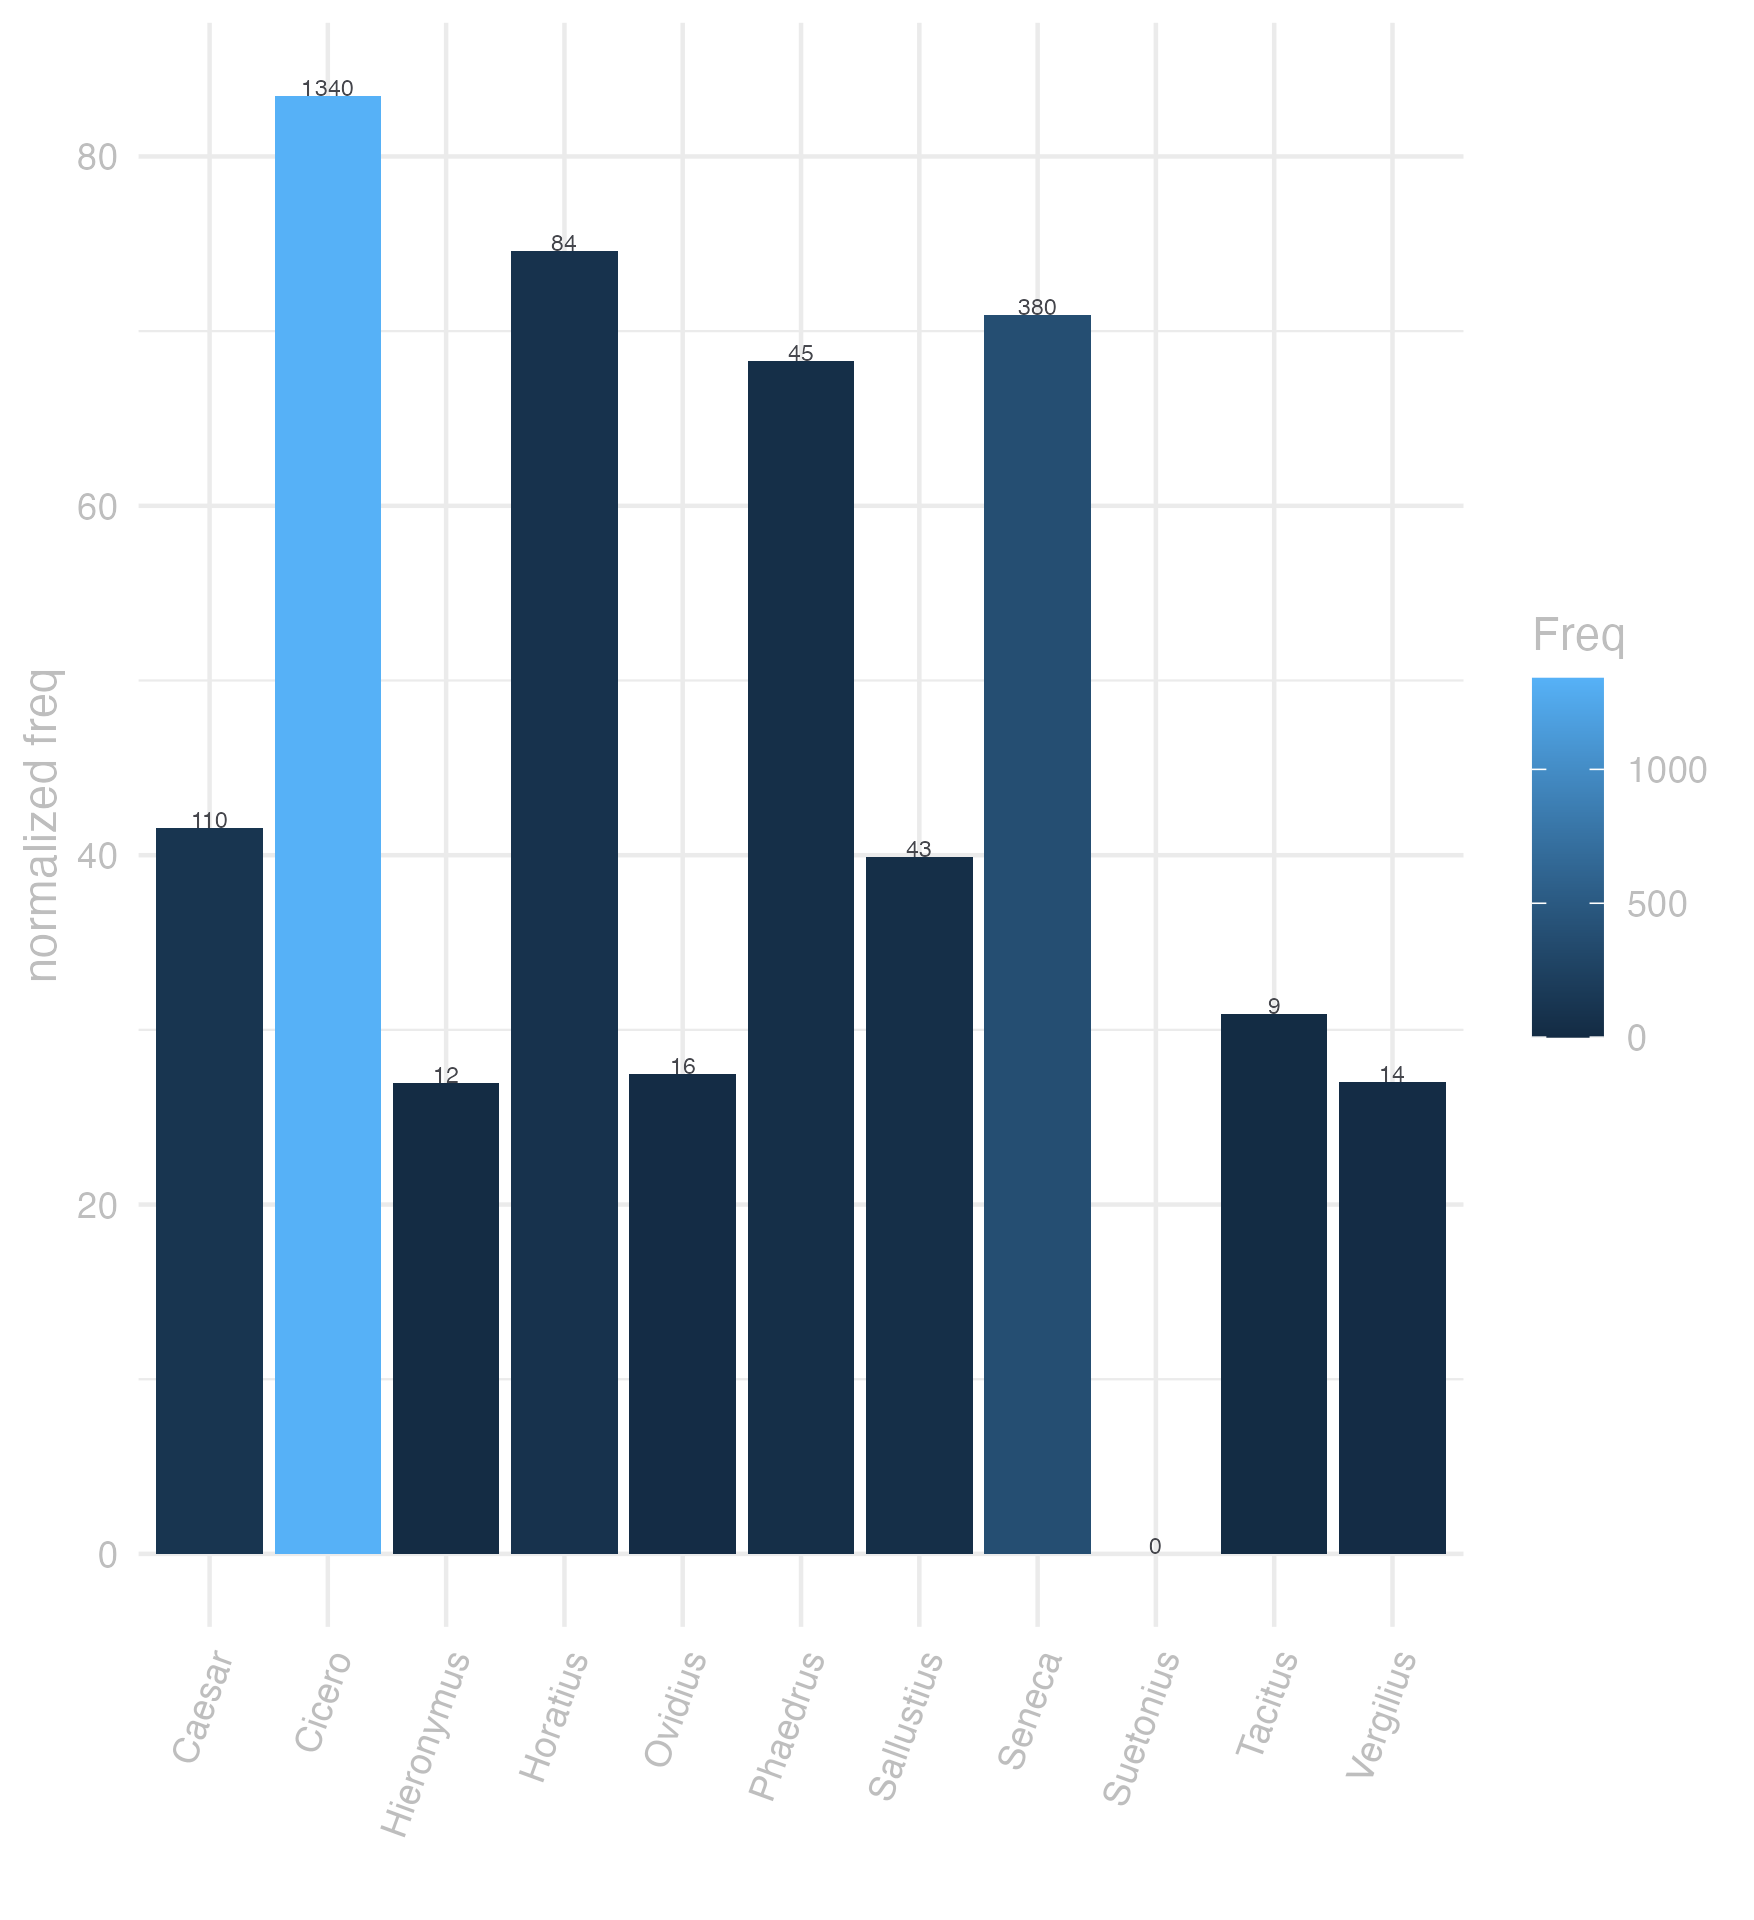 1340
80
84
380
45
60
Freq
normalized freq
1000
110
43
40
500
9
0
16
12
14
20
0
0
Caesar
Cicero
Hieronymus
Horatius
Ovidius
Phaedrus
Sallustius
Seneca
Suetonius
Tacitus
Vergilius